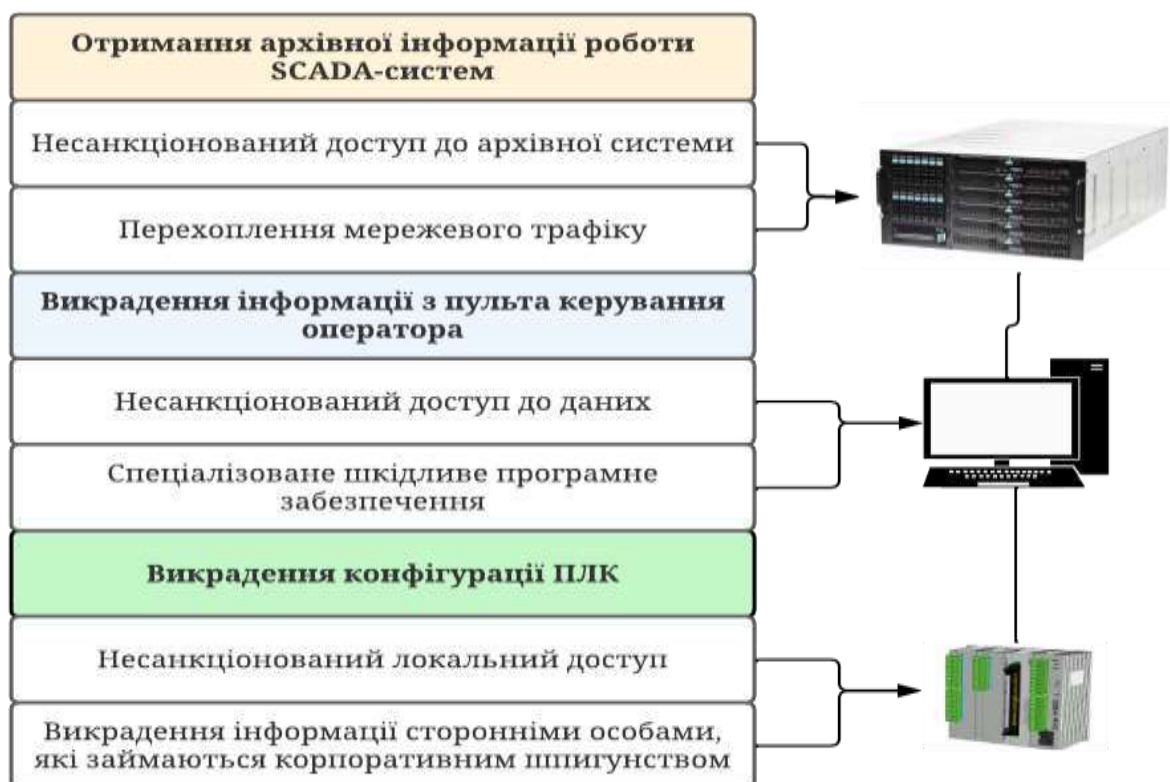 Отримання архівної інформації роботи
SCADA-систем
Несанкціонований доступ до архівної системи
Перехоплення мережевого трафіку
Викрадення інформації з пульта керування
оператора
Несанкціонований доступ до даних
Спеціалізоване шкідливе програмне
забезпечення
Викрадення конфігурації ПЛК
Несанкціонований локальний доступ
Викрадення інформації сторонніми особами,
які займаються корпоративним шпигунством